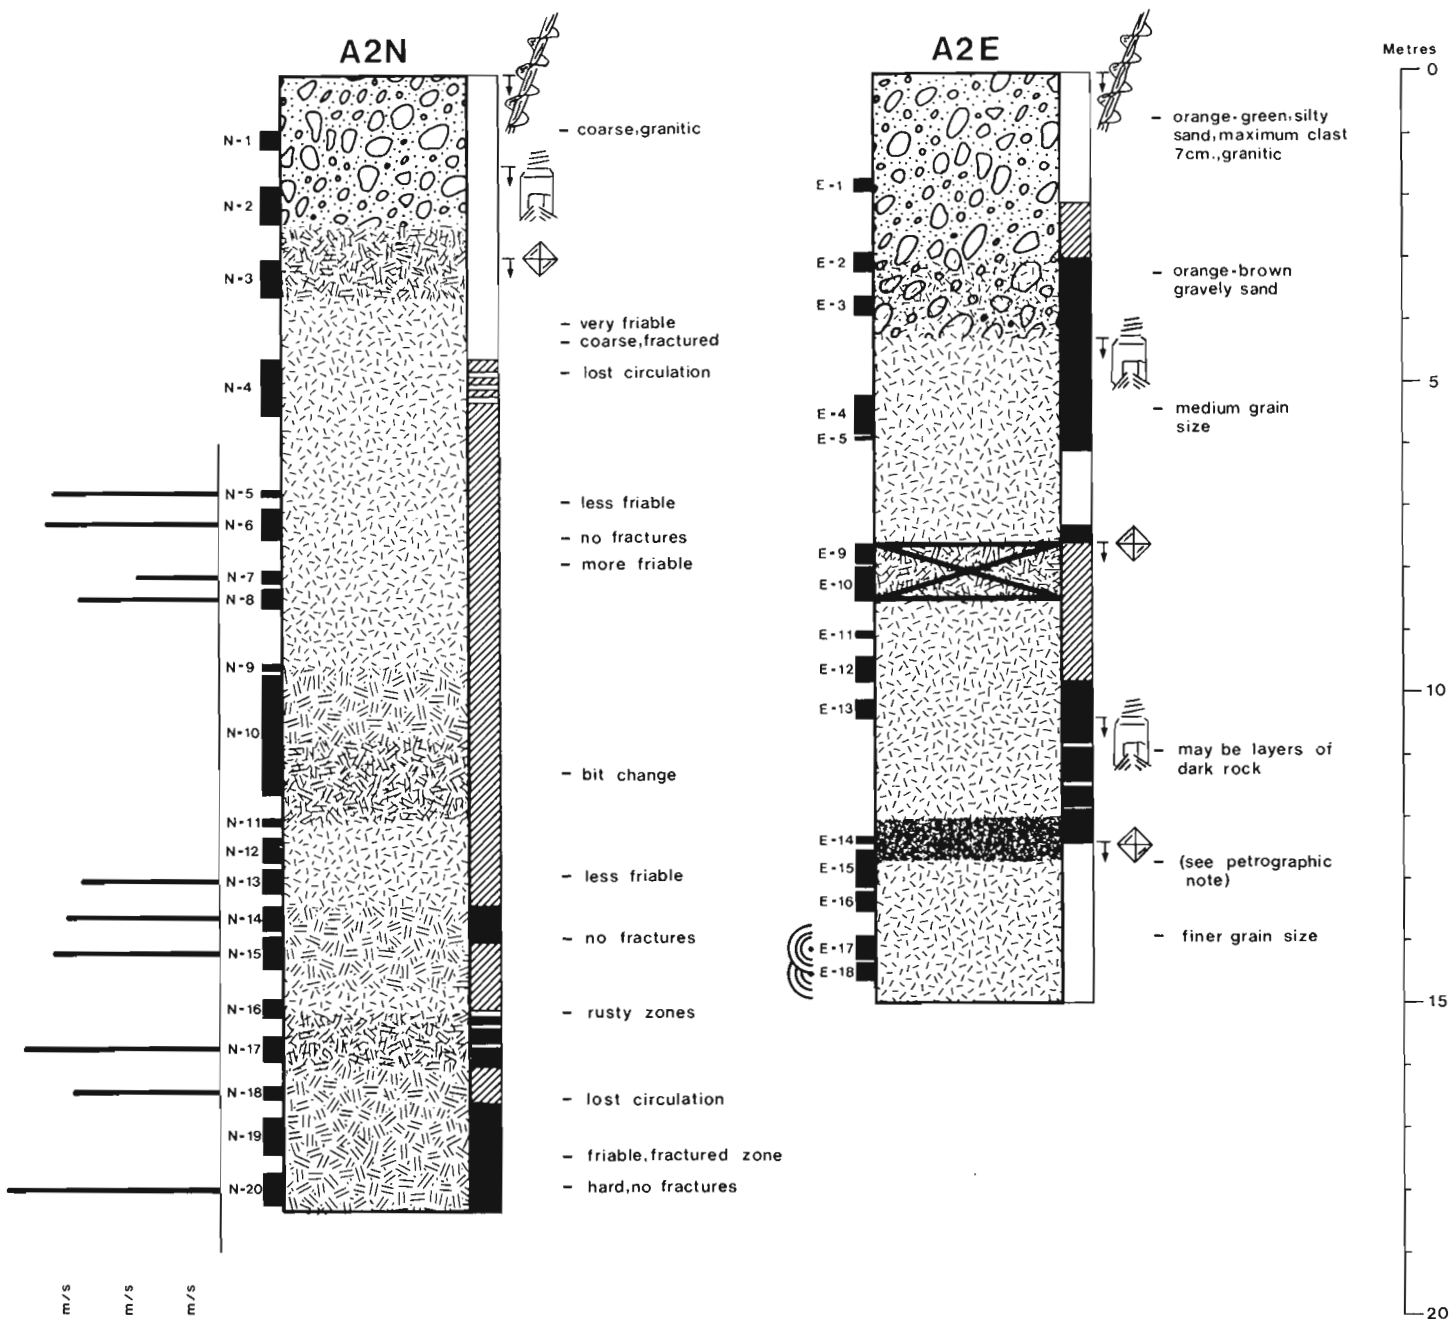 A2N
A2E
Metres
0
5
10
15
20
N-1
N-2
N-3
N-4
N-5
N-6
N-7
N-8
N-9
N-10
N-11
N-12
N-13
N-14
N-15
N-16
N-17
N-18
N-19
N-20
coarse,granitic
very friable
coarse,fractured
lost circulation
less friable
no fractures
more friable
bit change
less friable
no fractures
rusty zones
lost circulation
friable,fractured zone
hard,no fractures
m/s
m/s
m/s
E-1
E-2
E-3
E-4
E-5
E-9
E-10
E-11
E-12
E-13
E-14
E-15
E-16
E-17
E-18
orange-green,silty
sand,maximum clast
7cm.,granitic
orange-brown
gravely sand
medium grain
size
may be layers of
dark rock
(see petrographic
note)
finer grain size